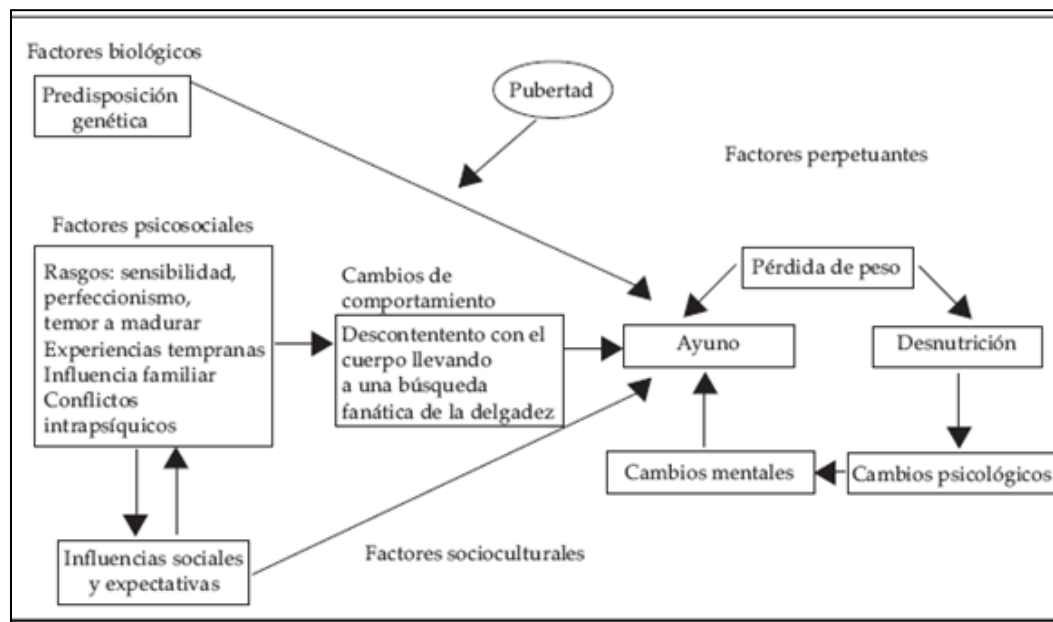 Factores biológicos
Predisposición
genética
Pubertad
Factores perpetuantes
Factores psicosociales
Rasgos: sensibilidad,
perfeccionismo,
temor a madurar
Experiencias tempranas
Influencia familiar
Conflictos
intrapsíquicos
Cambios de
comportamiento
Descontentento con el
cuerpo llevando
a una búsqueda
fanática de la delgadez
Pérdida de peso
Ayuno
Desnutrición
Cambios mentales
Cambios psicológicos
Influencias sociales
y expectativas
Factores socioculturales